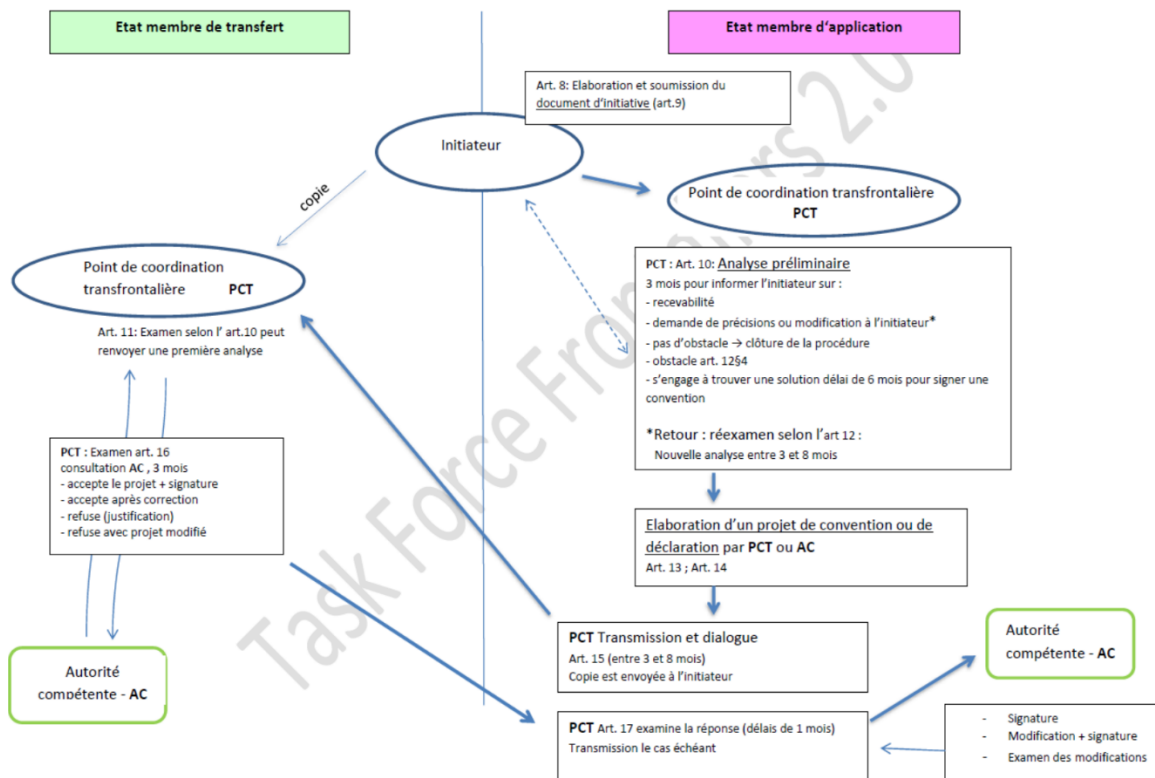 Etat membre de transfert
Etat membre d'application
Art. 8: Elaboration et soumission du
document d'initiative (art.9)
Initiateur
copie
Point de coordination transfrontalière
PCT
Point de coordination
transfrontalière PCT
Art. 11: Examen selon l' art.10 peut
renvoyer une première analyse
PCT : Art. 10: Analyse préliminaire
3 mois pour informer l'initiateur sur :
- recevabilité
- demande de précisions ou modification à l'initiateur*
- pas d'obstacle → clôture de la procédure
- obstacle art. 12§4
- s'engage à trouver une solution délai de 6 mois pour signer une
convention
*Retour : réexamen selon l'art 12 :
Nouvelle analyse entre 3 et 8 mois
PCT : Examen art. 16
consultation AC , 3 mois
- accepte le projet + signature
- accepte après correction
- refuse (justification)
- refuse avec projet modifié
Elaboration d'un projet de convention ou de
déclaration par PCT ou AC
Art. 13 ; Art. 14
PCT Transmission et dialogue
Art. 15 (entre 3 et 8 mois)
Copie est envoyée à l'initiateur
Autorité
compétente - AC
Autorité
compétente - AC
PCT Art. 17 examine la réponse (délais de 1 mois)
Transmission le cas échéant
- Signature
- Modification + signature
- Examen des modifications
Task Force Frontaliers 2.0